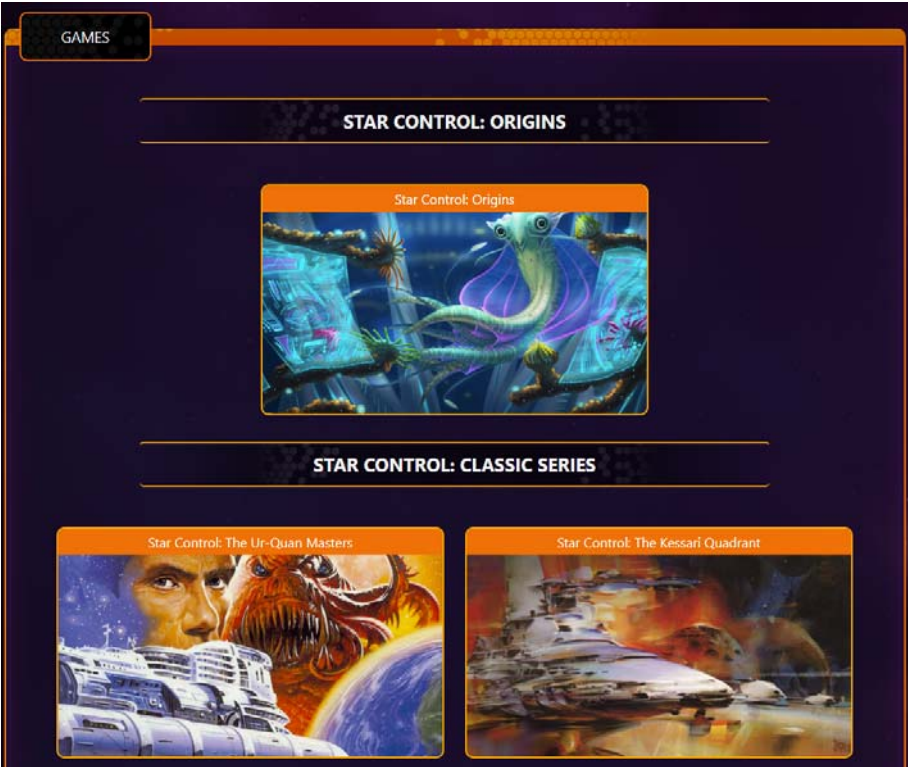 GAMES
STAR CONTROL: ORIGINS
Star Control: Origins
STAR CONTROL: CLASSIC SERIES
Star Control: The Ur-Quan Masters
Star Control: The Kessari Quadrant